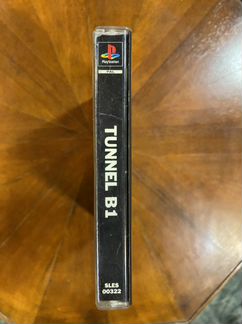 PlayStation
PAL
TUNNEL B1
SLES
00322